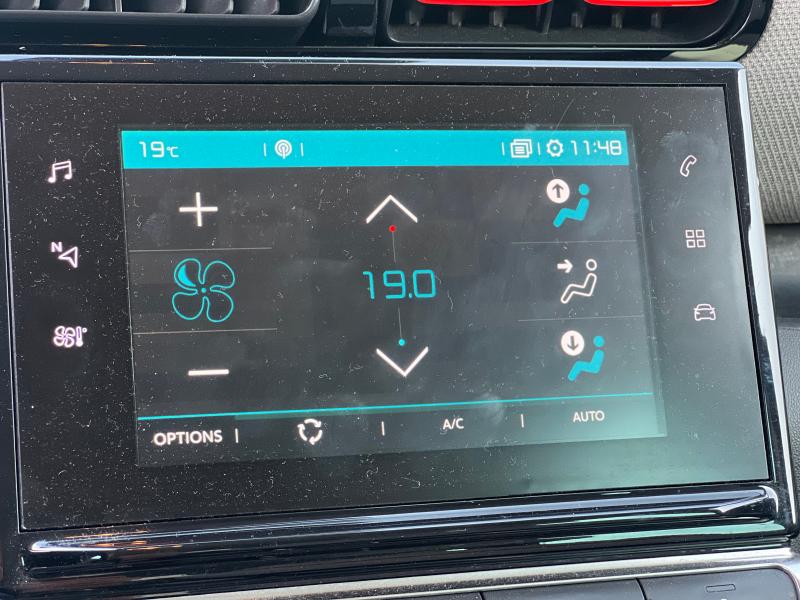 19°C 11:48
N
19.0
OPTIONS A/C AUTO